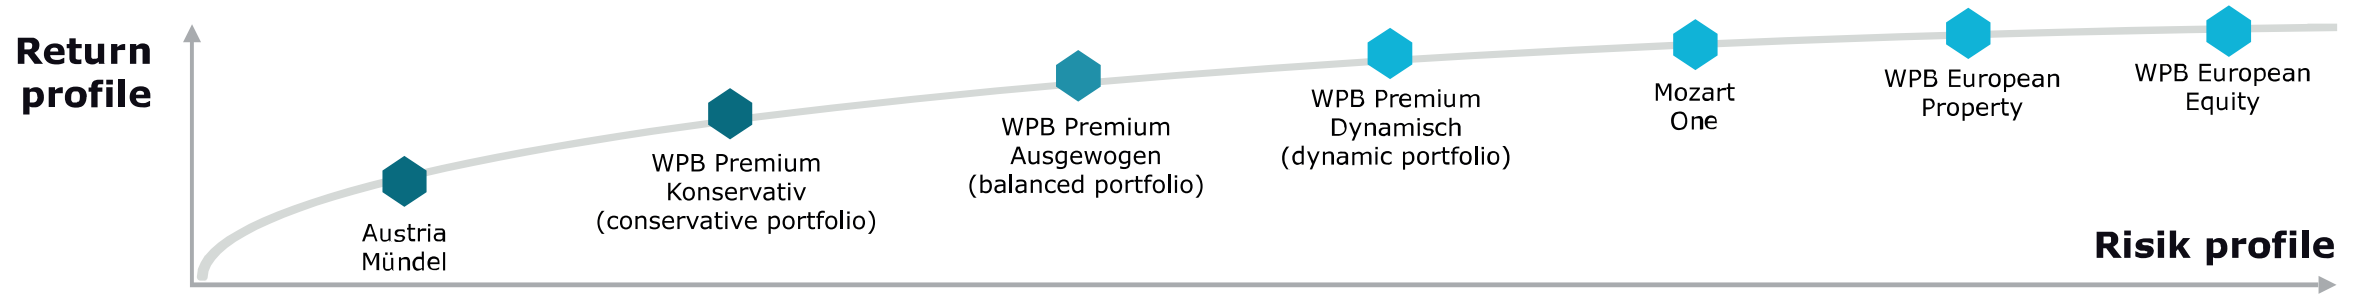 Return
profile
Austria
Mündel
WPB Premium
Konservativ
(conservative portfolio)
WPB Premium
Ausgewogen
(balanced portfolio)
WPB Premium
Dynamisch
(dynamic portfolio)
Mozart
One
WPB European
Property
WPB European
Equity
Risik profile